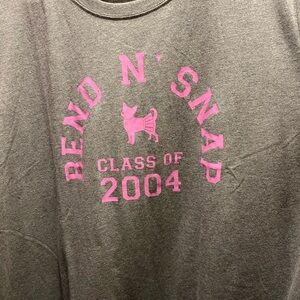 BEND N' SNAP
CLASS OF
2004